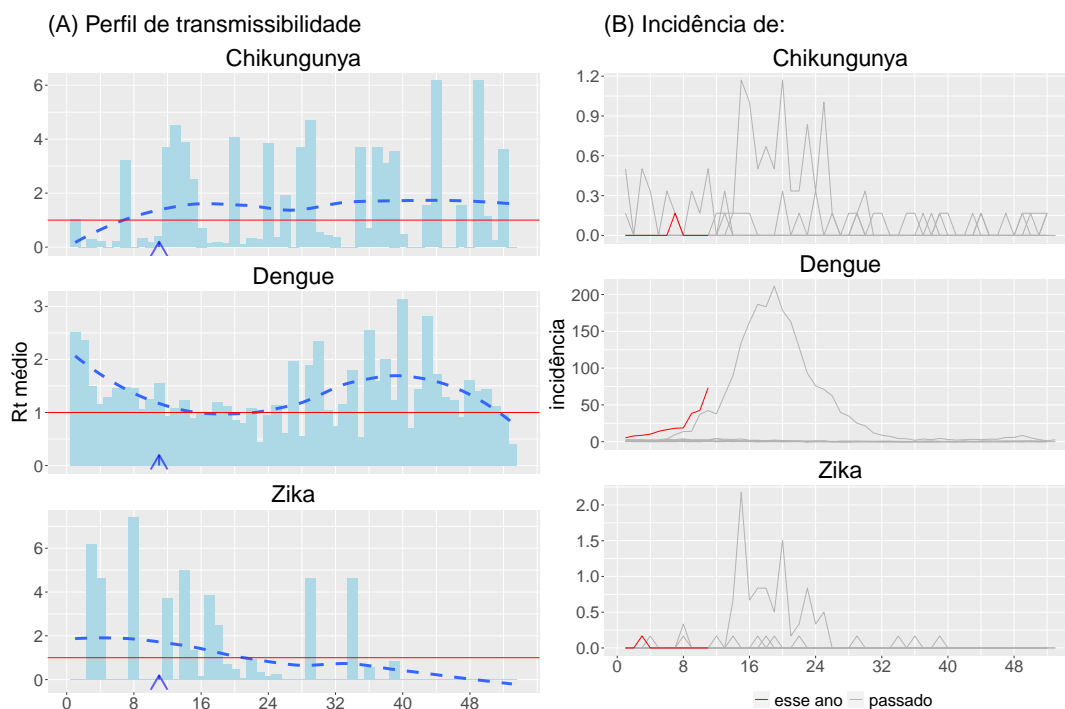 (A) Perfil de transmissibilidade
Chikungunya
6
4
2
0
Dengue
3
2
1
0
Rt médio
Zika
6
4
2
0
0 8 16 24 32 40 48
(B) Incidência de:
Chikungunya
1.2
0.9
0.6
0.3
0.0
Dengue
200
150
100
50
0
incidência
Zika
2.0
1.5
1.0
0.5
0.0
0 8 16 24 32 40 48
esse ano passado